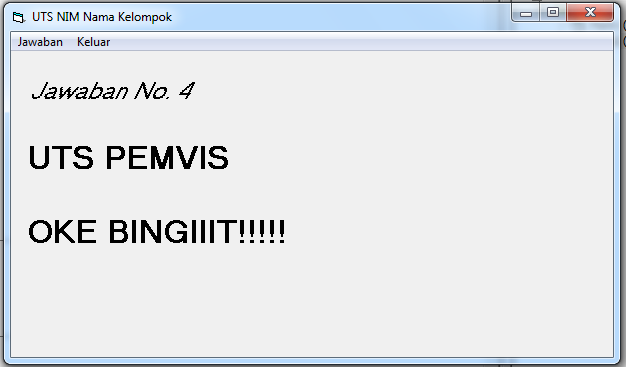 UTS NIM Nama Kelompok
Jawaban Keluar
Jawaban No. 4
UTS PEMVIS
OKE BINGIIIT!!!!!